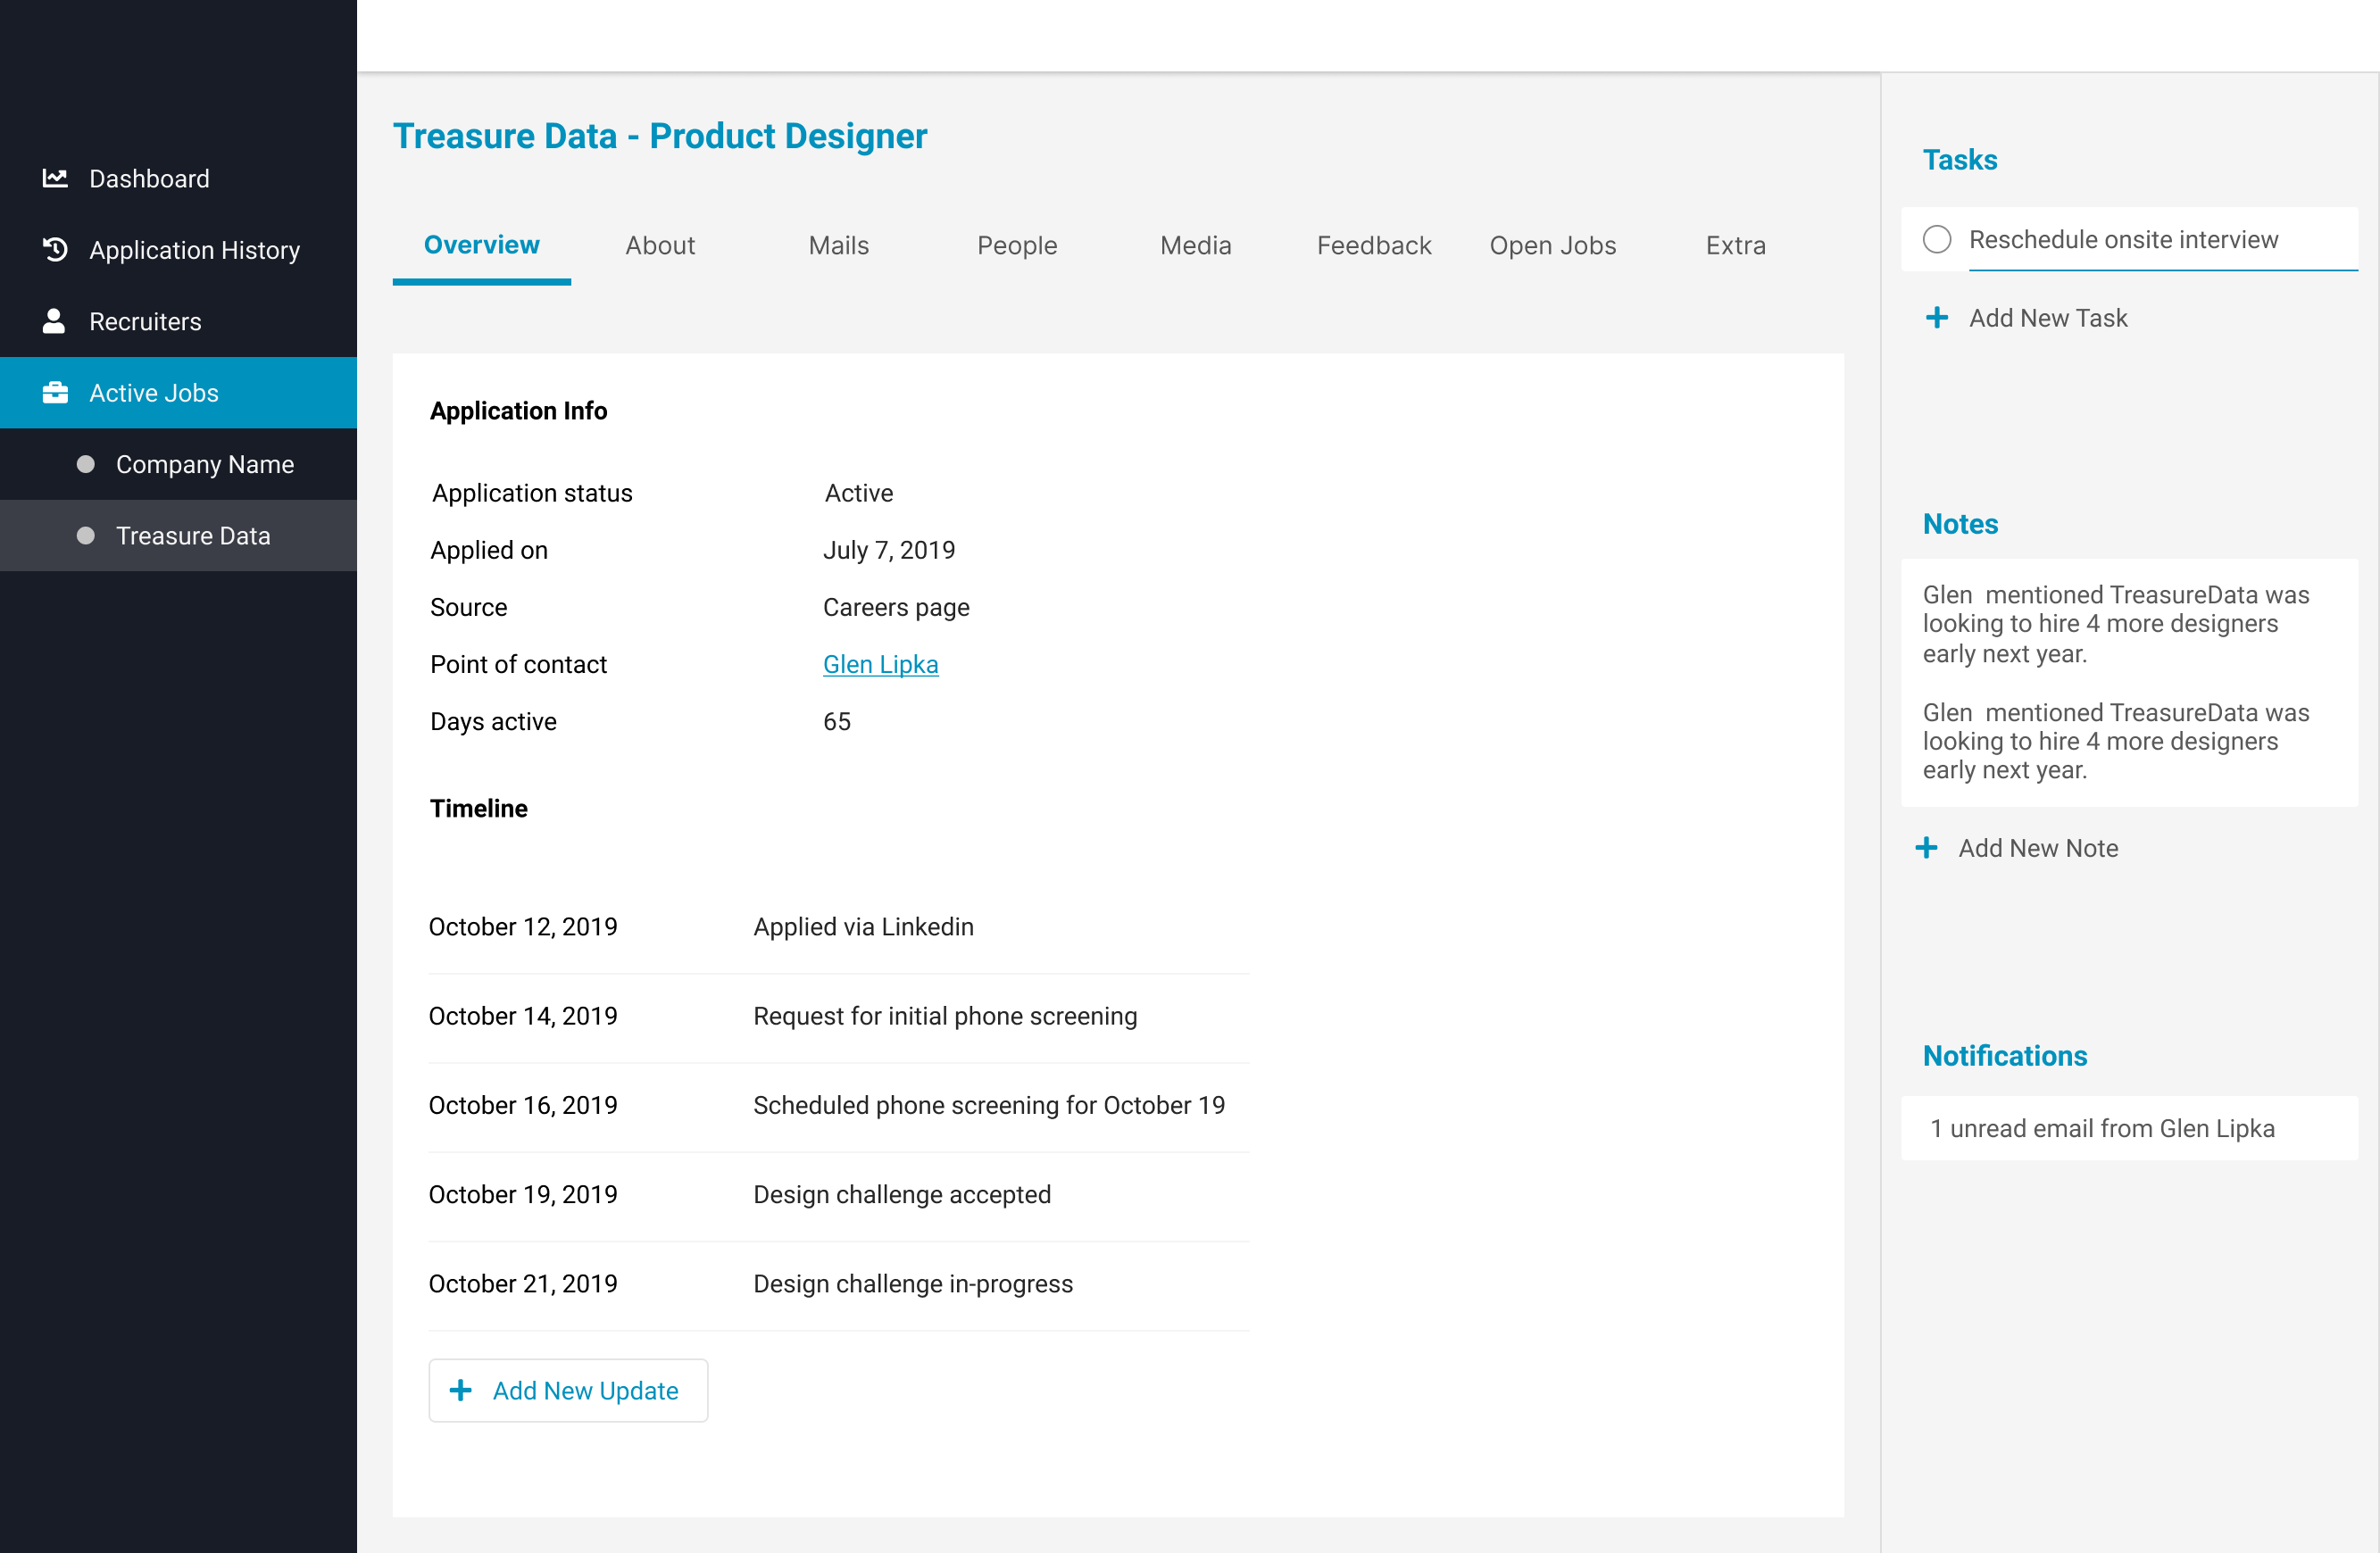 Dashboard
Application History
Recruiters
Active Jobs
Company Name
Treasure Data
Treasure Data - Product Designer
Overview About Mails People Media Feedback Open Jobs Extra
Application Info
Application status Active
Applied on July 7, 2019
Source Careers page
Point of contact Glen Lipka
Days active 65
Timeline
October 12, 2019 Applied via Linkedin
October 14, 2019 Request for initial phone screening
October 16, 2019 Scheduled phone screening for October 19
October 19, 2019 Design challenge accepted
October 21, 2019 Design challenge in-progress
Add New Update
Tasks
Reschedule onsite interview
Add New Task
Notes
Glen mentioned TreasureData was
looking to hire 4 more designers
early next year.
Glen mentioned TreasureData was
looking to hire 4 more designers
early next year.
Add New Note
Notifications
1 unread email from Glen Lipka